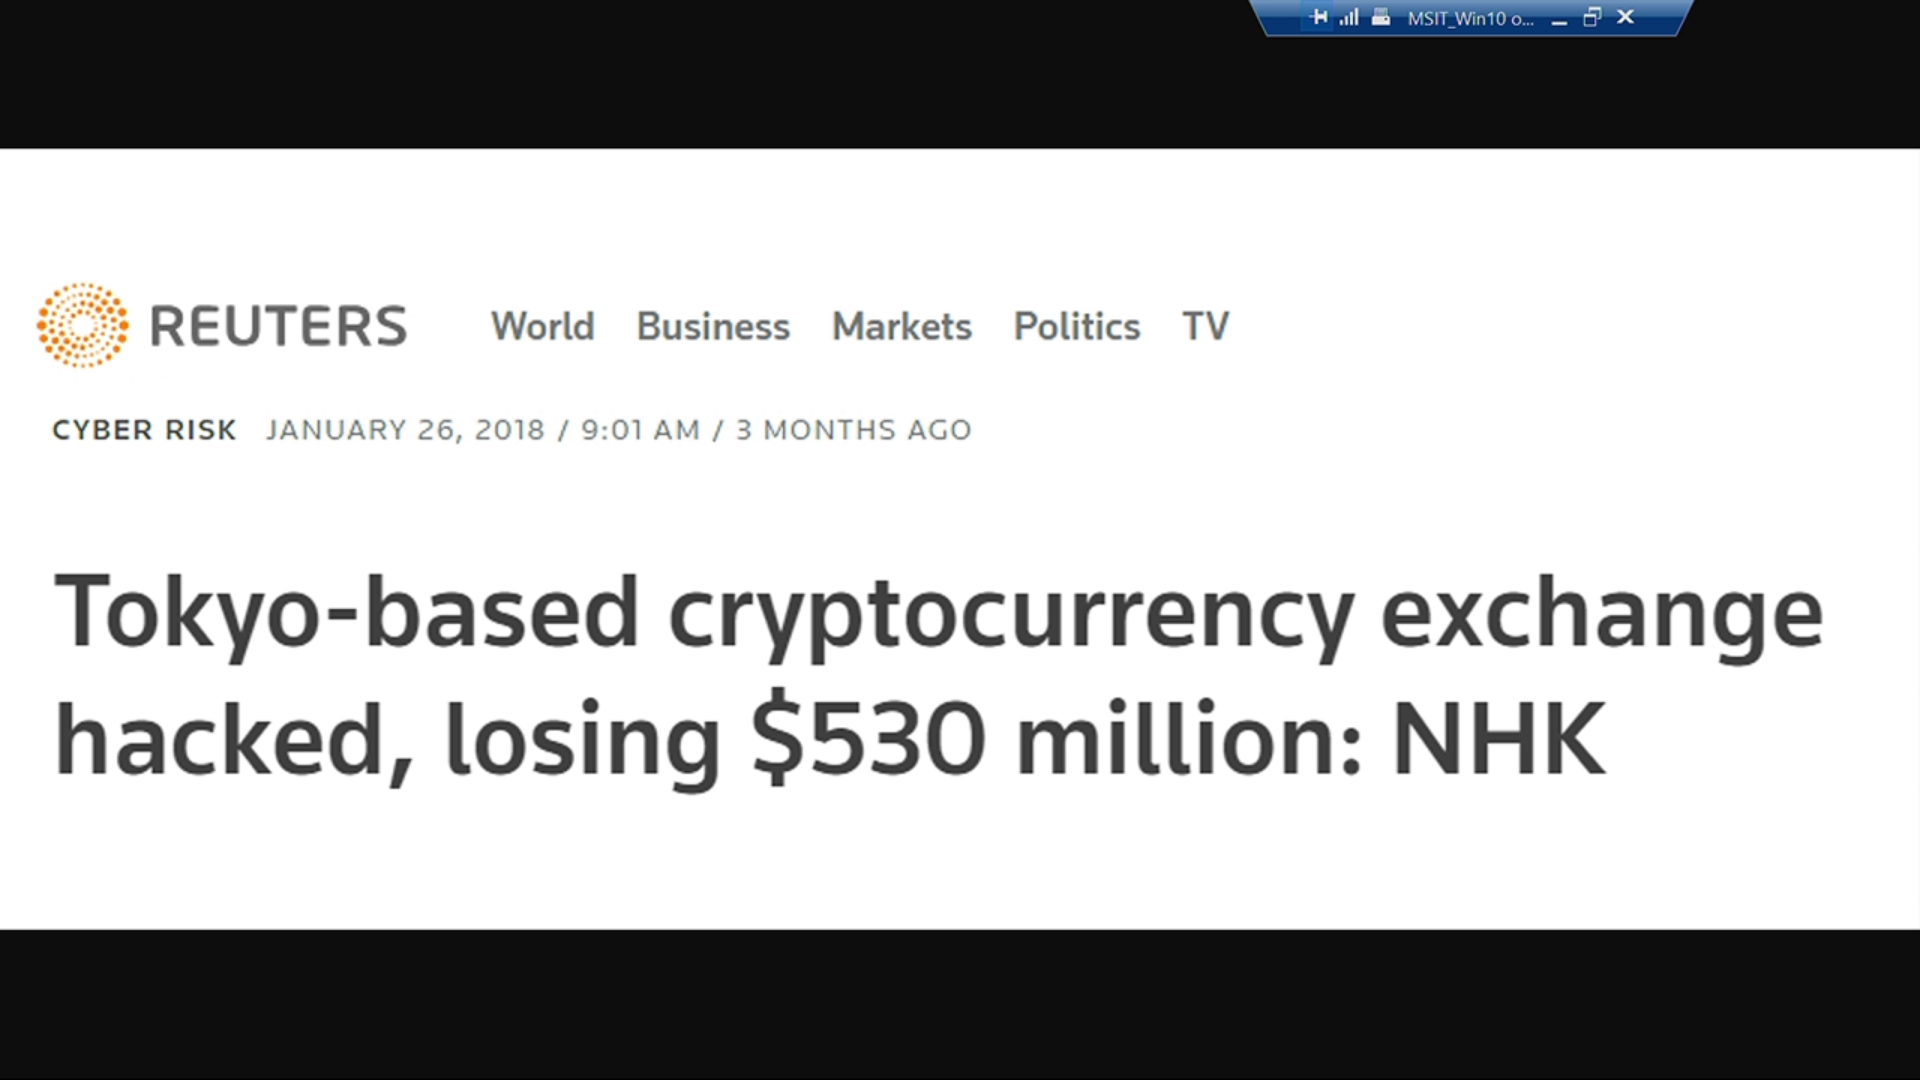 MSIT_Win10 o...
REUTERS World Business Markets Politics TV
CYBER RISK JANUARY 26, 2018 / 9:01 AM / 3 MONTHS AGO
Tokyo-based cryptocurrency exchange
hacked, losing $530 million: NHK